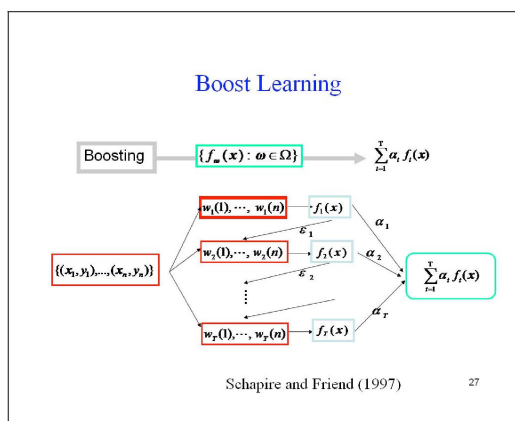 Boost Learning
Boosting
{f_ω(x) : ω ∈ Ω}
∑_{t=1}^{T} α_t f_t(x)
w_1(1), ⋯, w_1(n)
f_1(x)
α_1
ε_1
{(x_1, y_1),...,(x_n, y_n)}
w_2(1), ⋯, w_2(n)
f_2(x)
α_2
ε_2
∑_{t=1}^{T} α_t f_t(x)
⋮
w_T(1), ⋯, w_T(n)
f_T(x)
α_T
Schapire and Friend (1997)
27